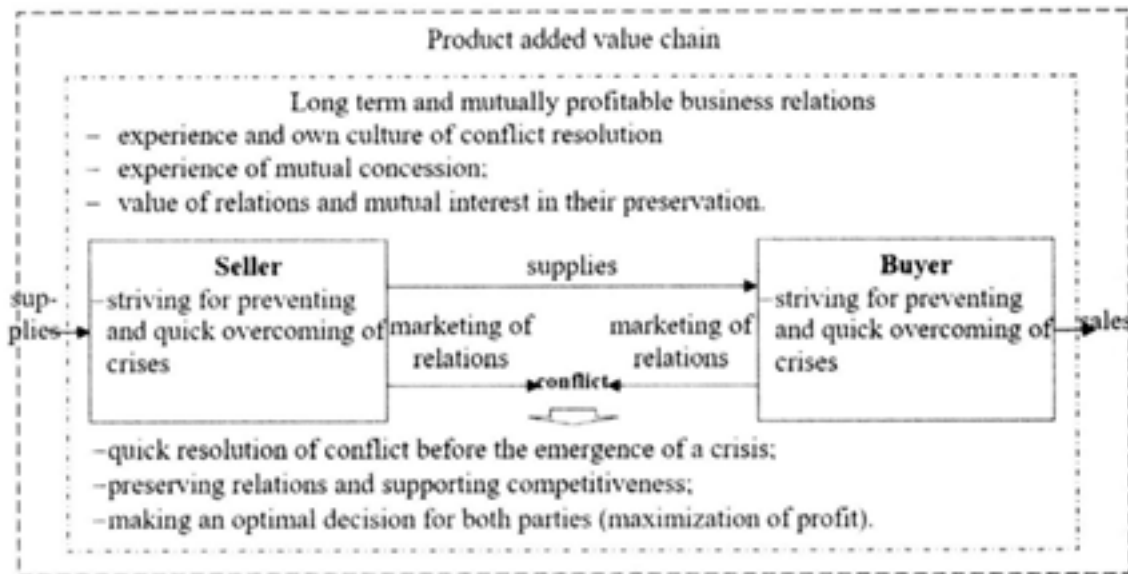 Product added value chain
Long term and mutually profitable business relations
– experience and own culture of conflict resolution
– experience of mutual concession;
– value of relations and mutual interest in their preservation.
Seller
–striving for preventing
and quick overcoming of
crises
supplies
Buyer
–striving for preventing
and quick overcoming of
crises
sup-
plies
marketing of
relations
marketing of
relations
sales
conflict
–quick resolution of conflict before the emergence of a crisis;
–preserving relations and supporting competitiveness;
–making an optimal decision for both parties (maximization of profit).